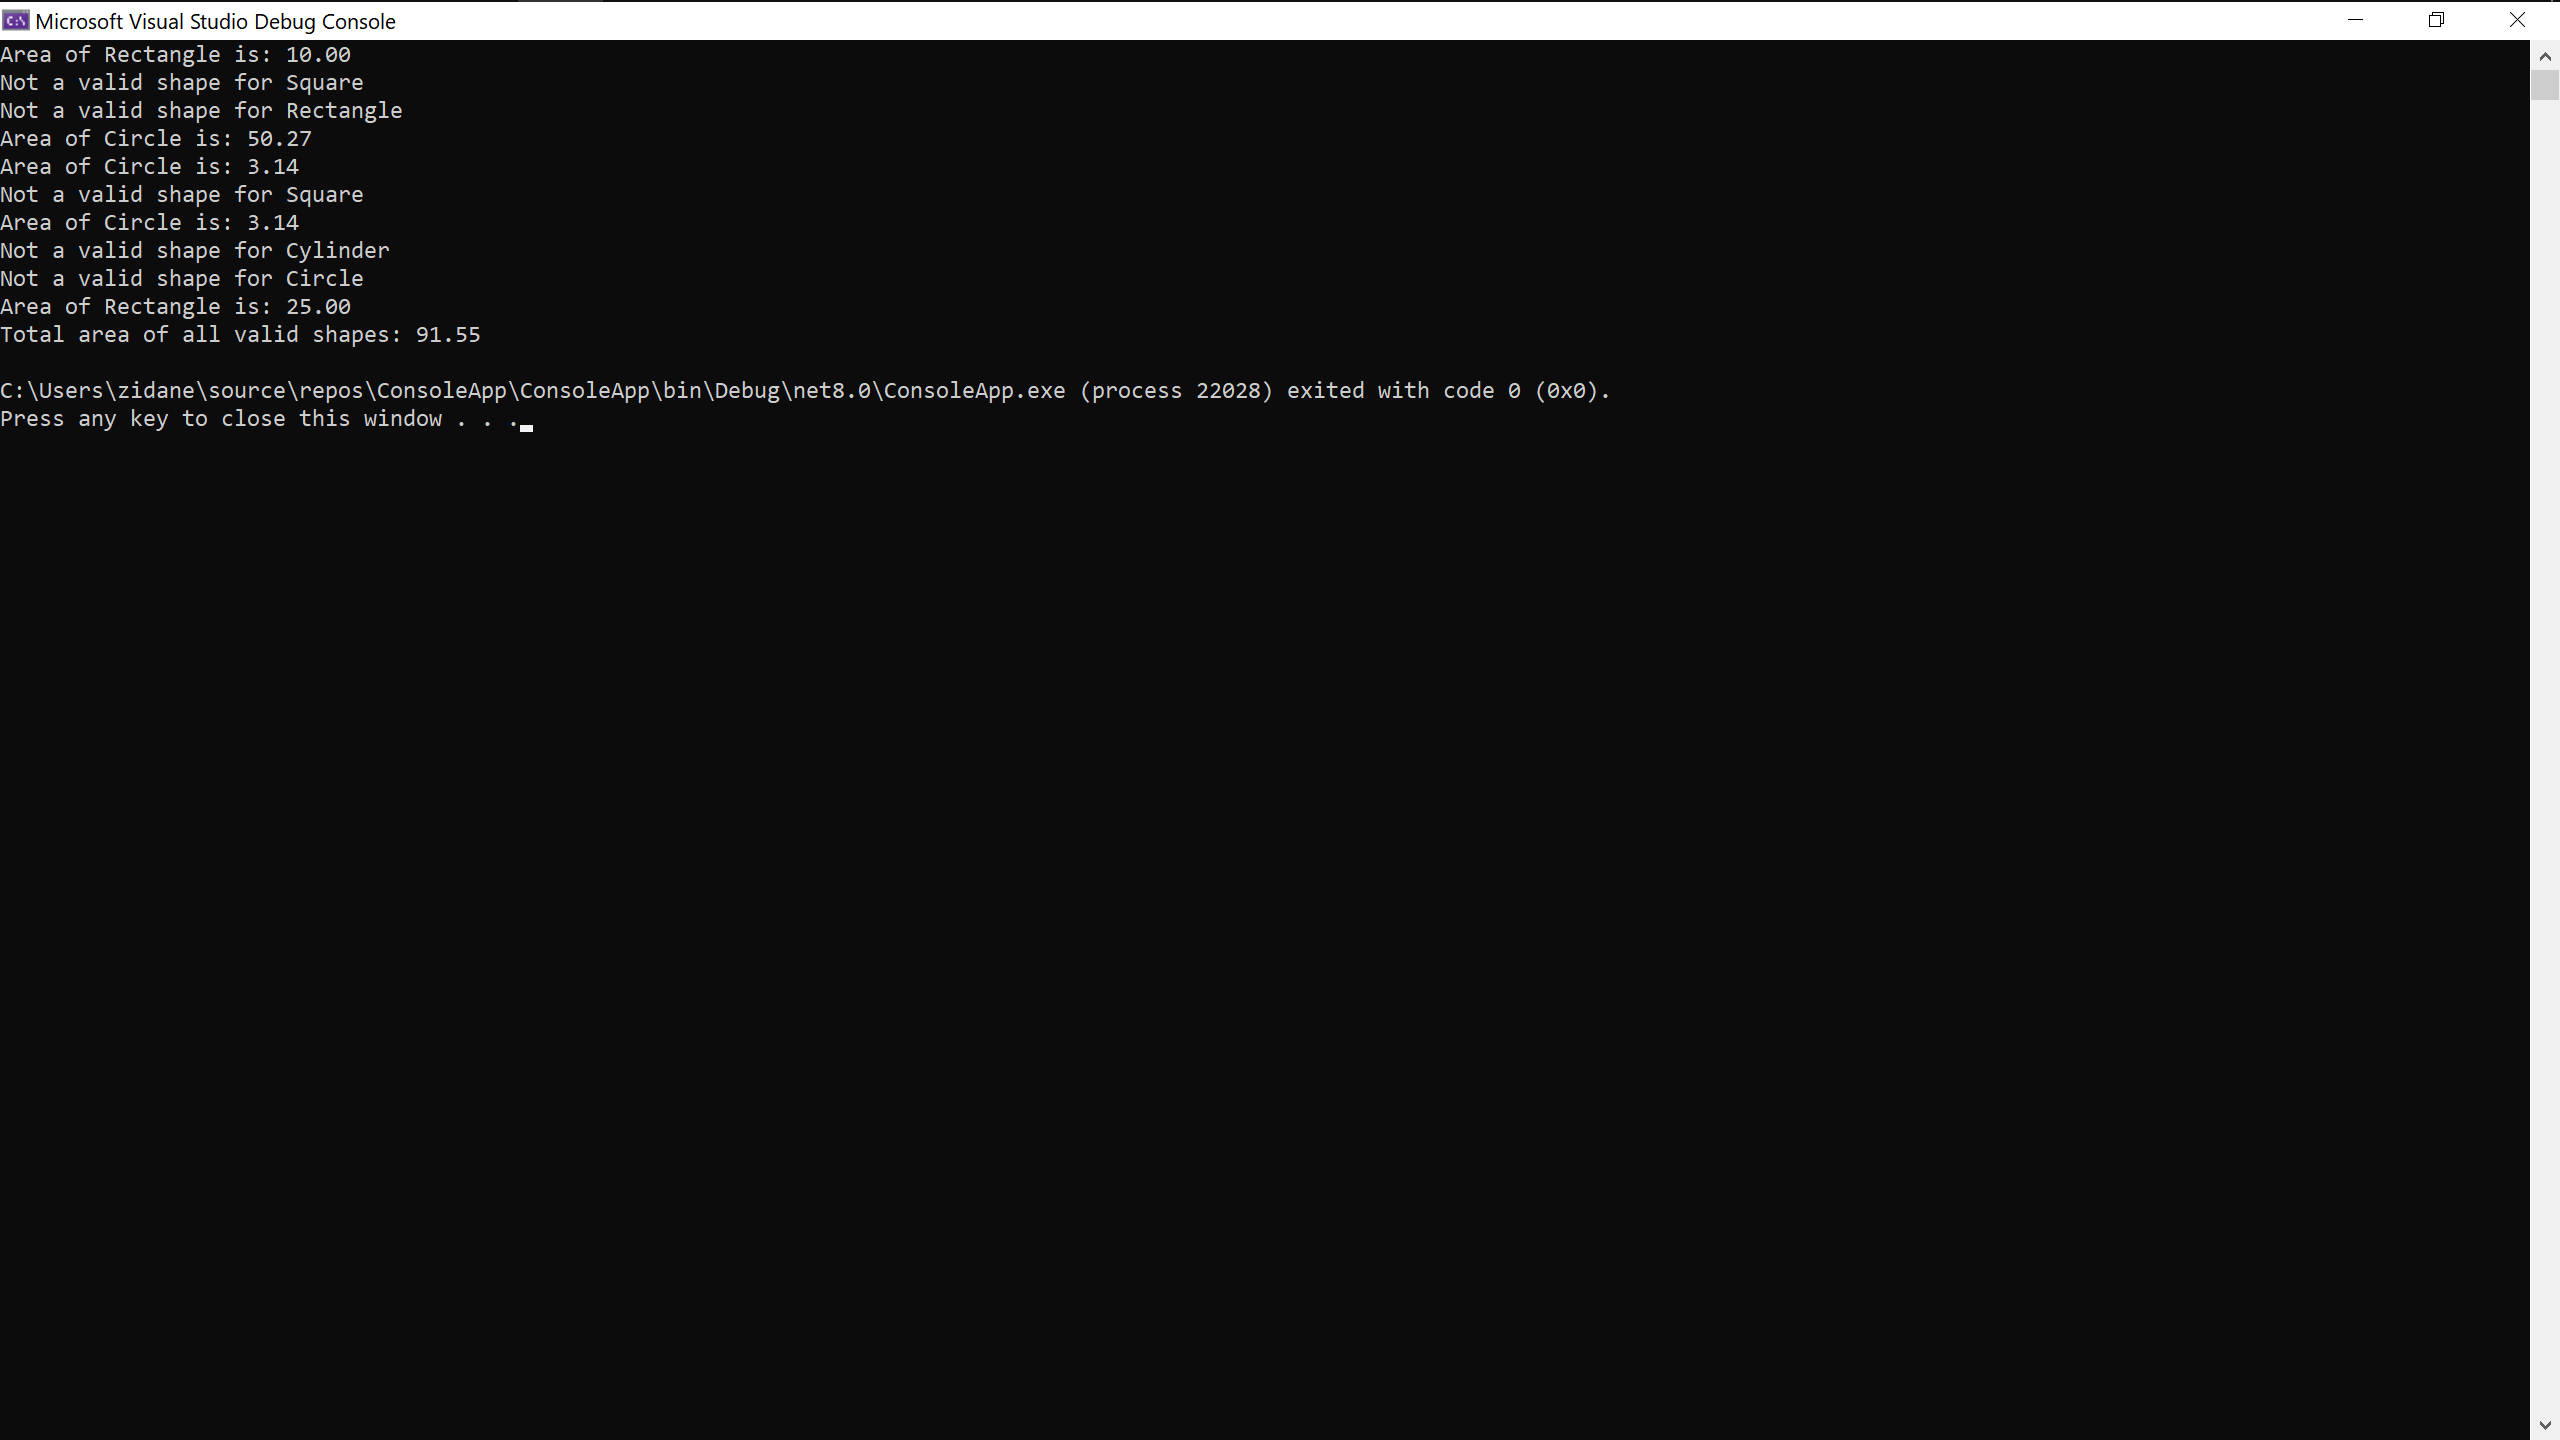 Microsoft Visual Studio Debug Console
Area of Rectangle is: 10.00
Not a valid shape for Square
Not a valid shape for Rectangle
Area of Circle is: 50.27
Area of Circle is: 3.14
Not a valid shape for Square
Area of Circle is: 3.14
Not a valid shape for Cylinder
Not a valid shape for Circle
Area of Rectangle is: 25.00
Total area of all valid shapes: 91.55
C:\Users\zidane\source\repos\ConsoleApp\ConsoleApp\bin\Debug\net8.0\ConsoleApp.exe (process 22028) exited with code 0 (0x0).
Press any key to close this window . . .